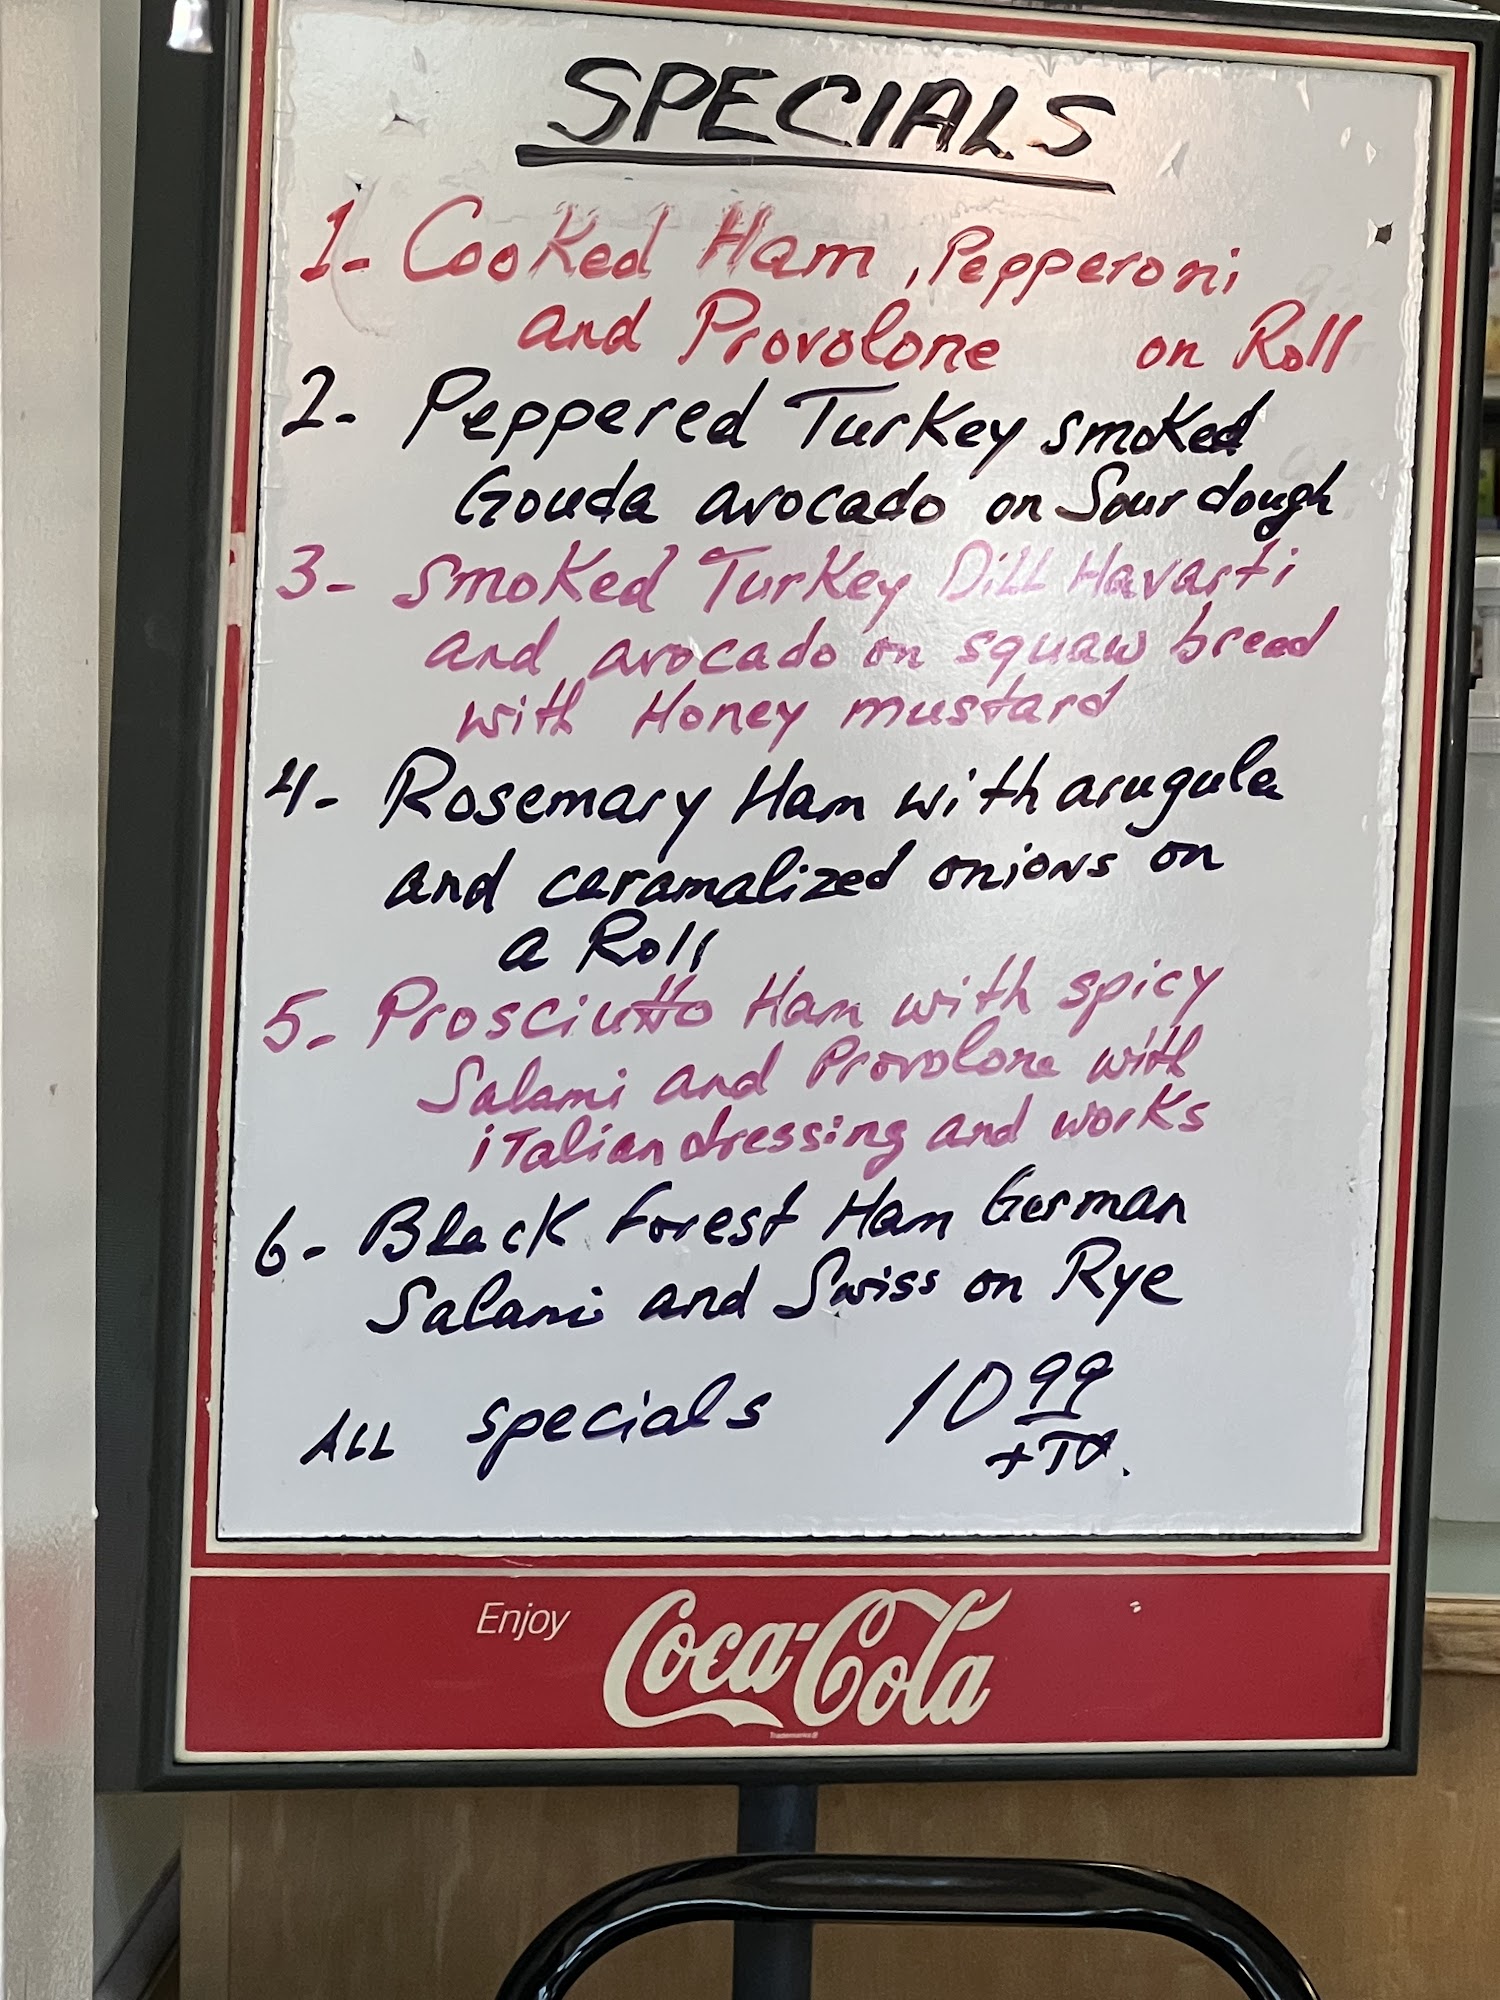 SPECIALS
1- Cooked Ham, Pepperoni
and Provolone on Roll
2- Peppered Turkey smoked
Gouda avocado on Sourdough
3- Smoked Turkey Dill Havarti
and avocado on squaw bread
with Honey mustard
4- Rosemary Ham with arugula
and caramalized onions on
a Roll
5- Prosciutto Ham with spicy
Salami and Provolone with
italian dressing and works
6- Black Forest Ham German
Salami and Swiss on Rye
ALL specials 10 99
+TX.
Enjoy Coca-Cola
Trademark®